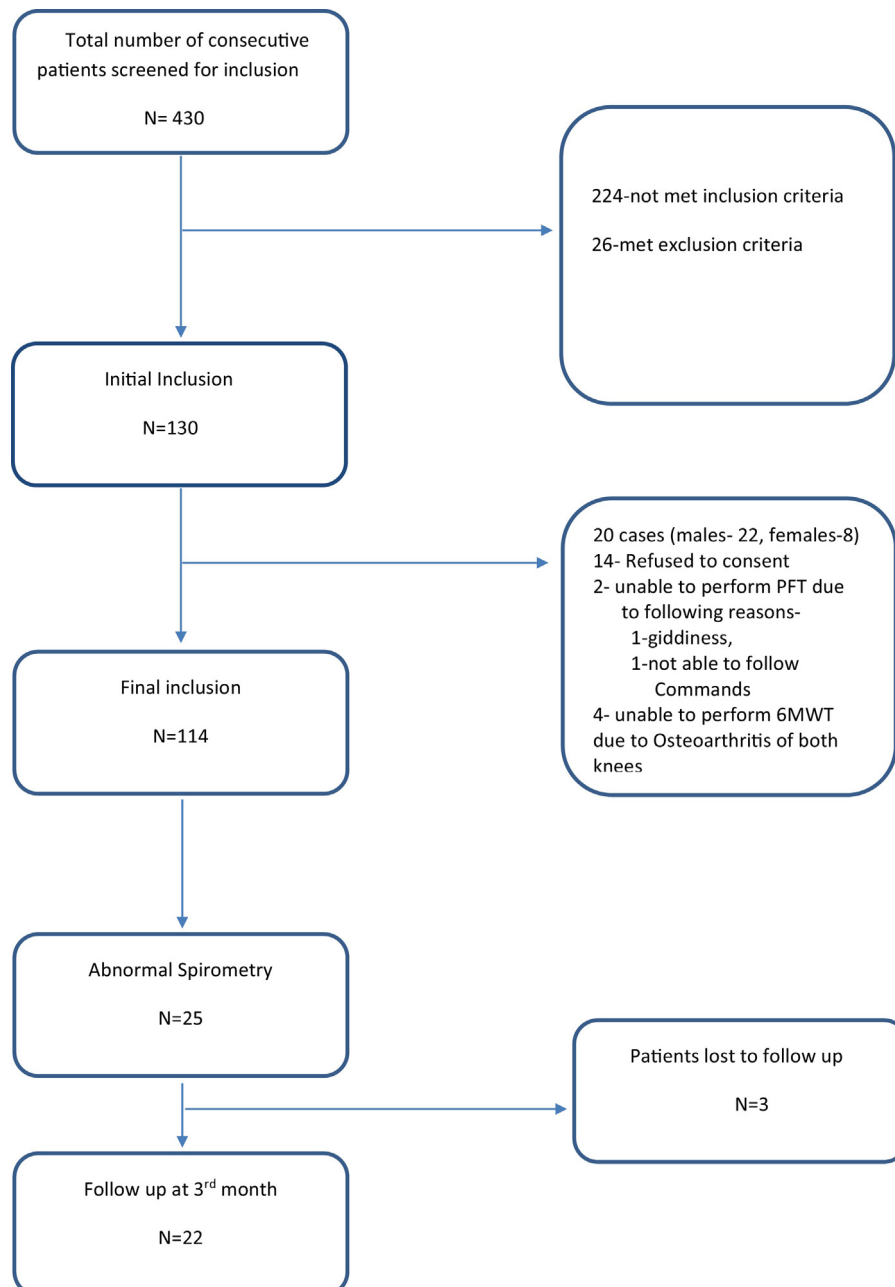 Total number of consecutive
patients screened for inclusion
N= 430
224-not met inclusion criteria
26-met exclusion criteria
Initial Inclusion
N=130
20 cases (males- 22, females-8)
14- Refused to consent
2- unable to perform PFT due
to following reasons-
1-giddiness,
1-not able to follow
Commands
4- unable to perform 6MWT
due to Osteoarthritis of both
knees
Final inclusion
N=114
Abnormal Spirometry
N=25
Patients lost to follow up
N=3
Follow up at 3rd month
N=22